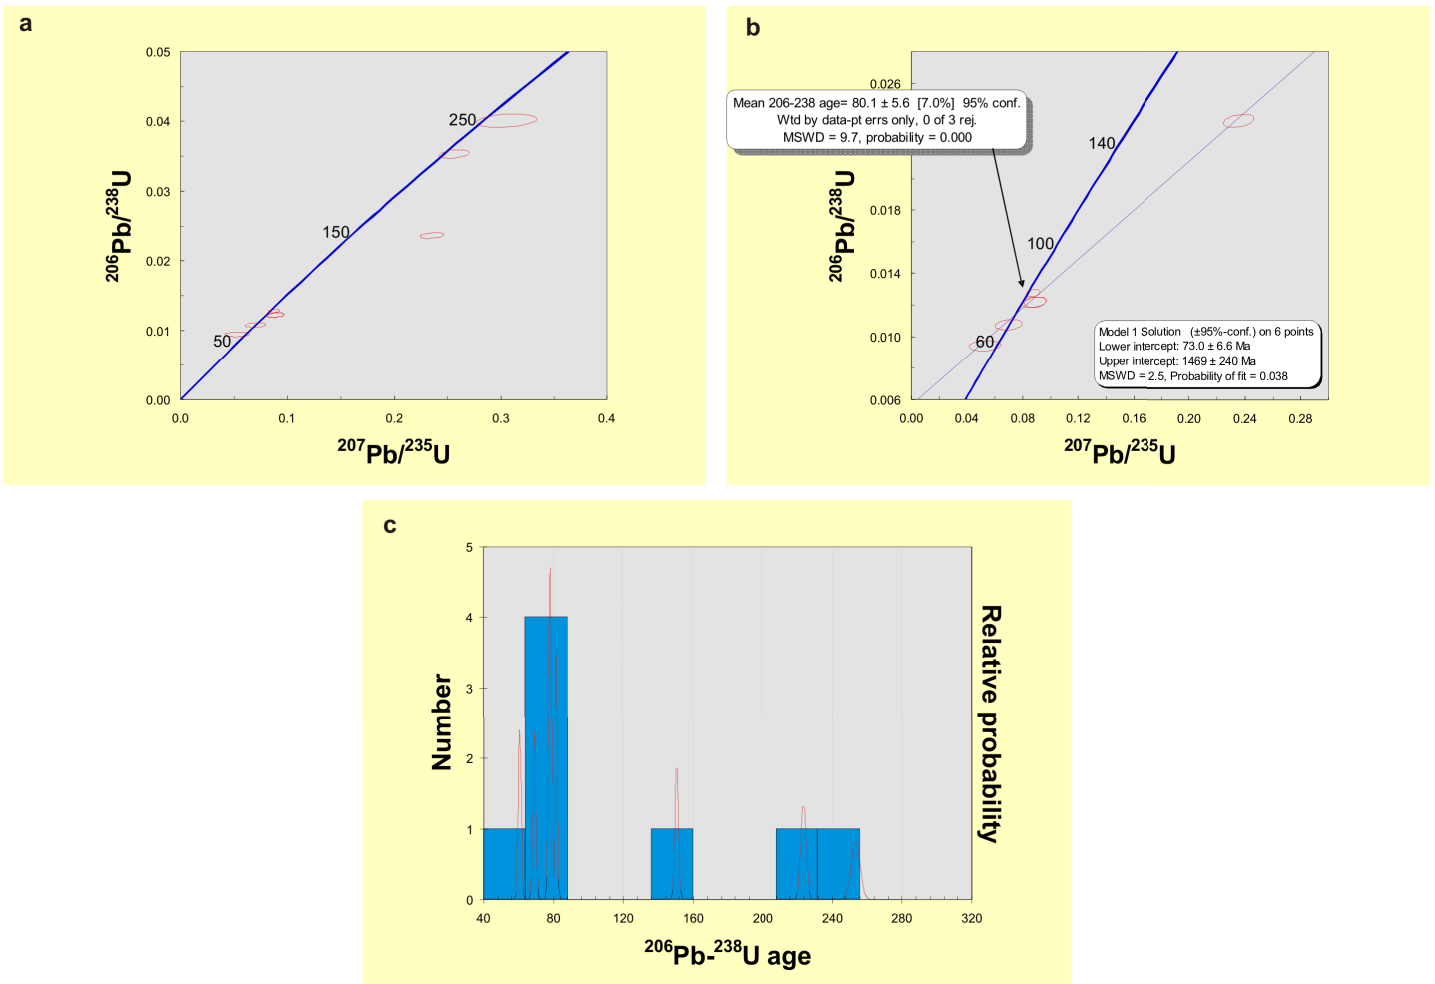 a
0.05
0.04
0.03
0.02
0.01
0.00
250
150
50
0.0 0.1 0.2 0.3 0.4
206Pb/238U
207Pb/235U
b
0.026
0.018
0.014
0.010
0.006
Mean 206-238 age= 80.1 ± 5.6 [7.0%] 95% conf.
Wtd by data-pt errs only, 0 of 3 rej.
MSWD = 9.7, probability = 0.000
140
100
60
Model 1 Solution (±95%-conf.) on 6 points
Lower intercept: 73.0 ± 6.6 Ma
Upper intercept: 1469 ± 240 Ma
MSWD = 2.5, Probability of fit = 0.038
0.00 0.04 0.08 0.12 0.16 0.20 0.24 0.28
206Pb/238U
207Pb/235U
c
5
4
3
2
1
0
40 80 120 160 200 240 280 320
Number
Relative probability
206Pb-238U age